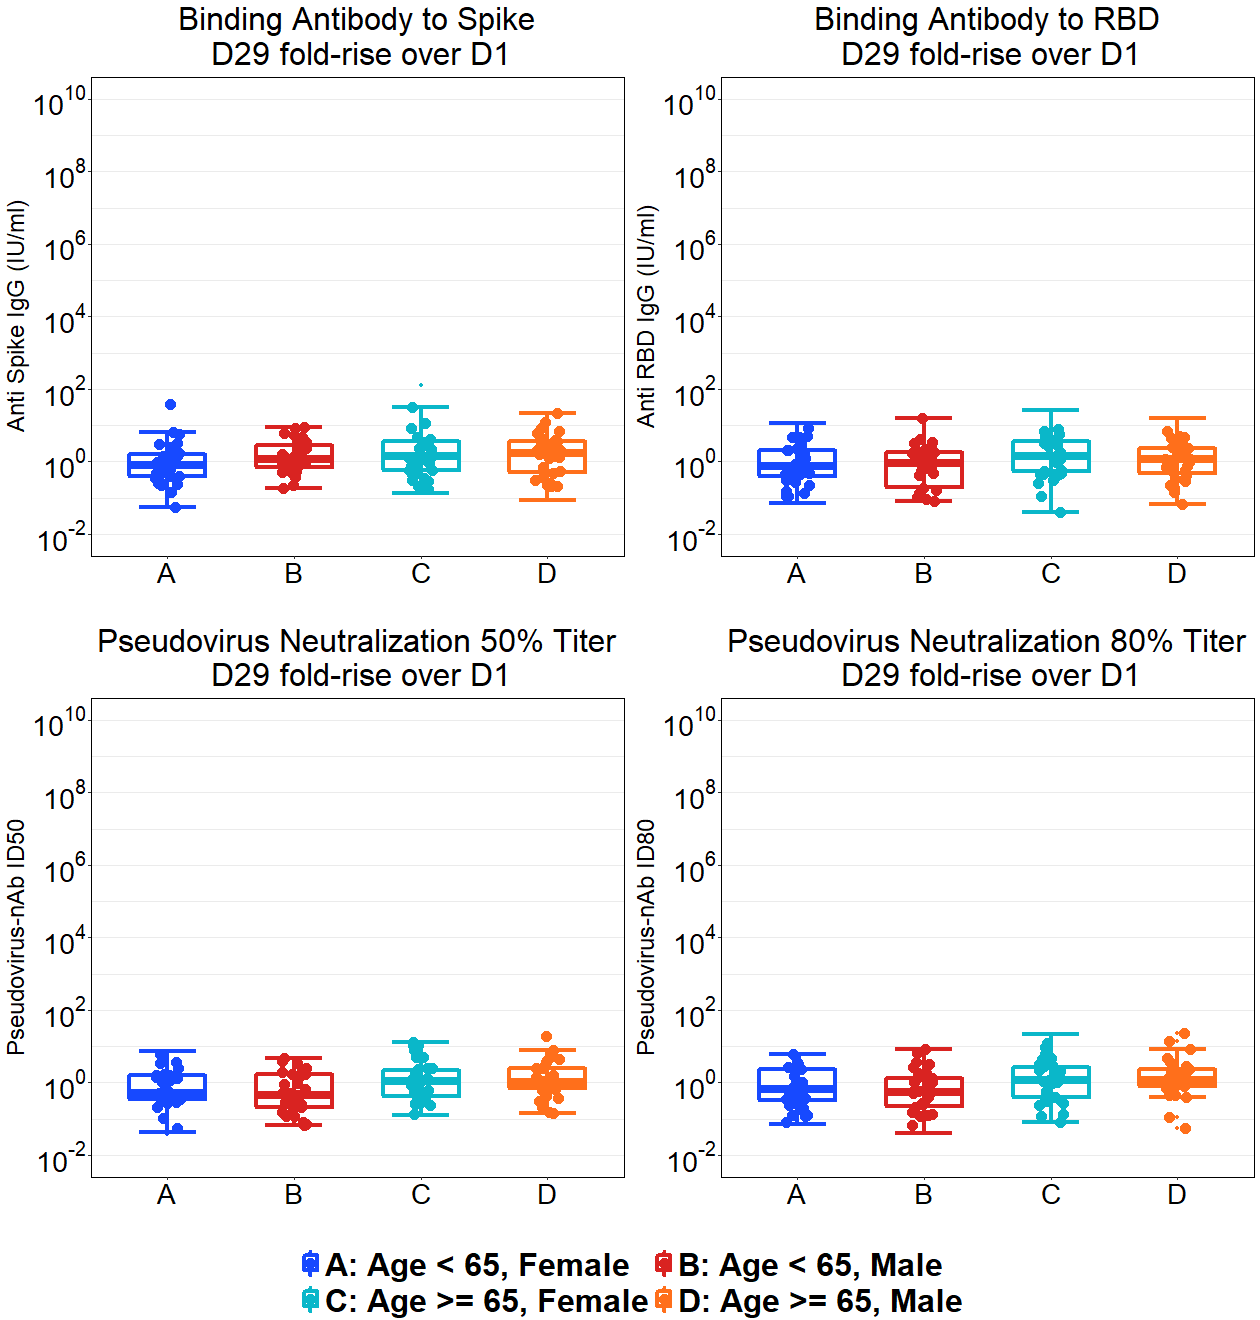 Binding Antibody to Spike
D29 fold-rise over D1
Anti Spike IgG (IU/ml)
10^10
10^8
10^6
10^4
10^2
10^0
10^-2
A B C D
Binding Antibody to RBD
D29 fold-rise over D1
Anti RBD IgG (IU/ml)
10^10
10^8
10^6
10^4
10^2
10^0
10^-2
A B C D
Pseudovirus Neutralization 50% Titer
D29 fold-rise over D1
Pseudovirus-nAb ID50
10^10
10^8
10^6
10^4
10^2
10^0
10^-2
A B C D
Pseudovirus Neutralization 80% Titer
D29 fold-rise over D1
Pseudovirus-nAb ID80
10^10
10^8
10^6
10^4
10^2
10^0
10^-2
A B C D
A: Age < 65, Female B: Age < 65, Male
C: Age >= 65, Female D: Age >= 65, Male